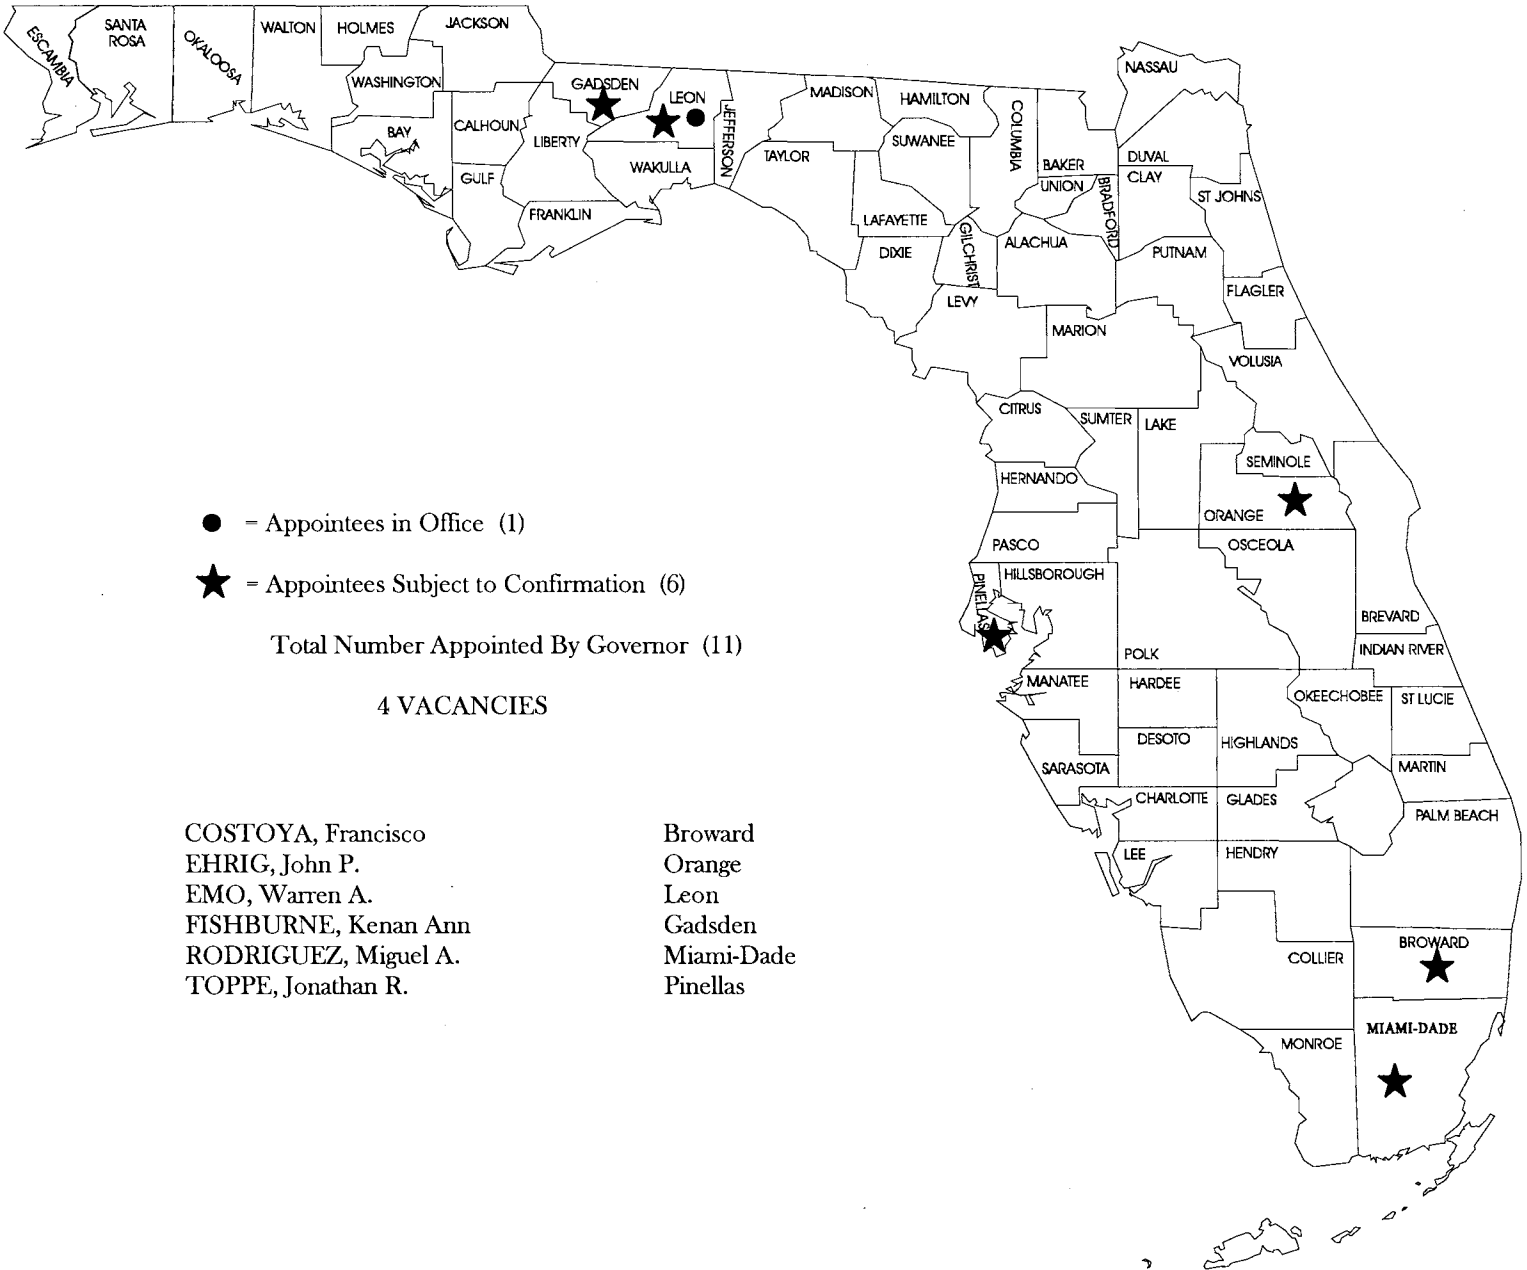 ESCAMBIA
SANTA
ROSA
OKALOOSA
WALTON
HOLMES
JACKSON
WASHINGTON
BAY
CALHOUN
GULF
GADSDEN
LIBERTY
FRANKLIN
LEON
WAKULLA
JEFFERSON
MADISON
TAYLOR
HAMILTON
SUWANEE
LAFAYETTE
DIXIE
COLUMBIA
GILCHRIST
LEVY
NASSAU
BAKER
UNION
BRADFORD
ALACHUA
DUVAL
CLAY
ST JOHNS
PUTNAM
FLAGLER
MARION
VOLUSIA
CITRUS
SUMTER
LAKE
SEMINOLE
HERNANDO
ORANGE
PASCO
OSCEOLA
PINELLAS
HILLSBOROUGH
POLK
BREVARD
INDIAN RIVER
MANATEE
HARDEE
OKEECHOBEE
ST LUCIE
DESOTO
HIGHLANDS
SARASOTA
MARTIN
CHARLOTTE
GLADES
PALM BEACH
LEE
HENDRY
BROWARD
COLLIER
MIAMI-DADE
MONROE
= Appointees in Office (1)
= Appointees Subject to Confirmation (6)
Total Number Appointed By Governor (11)
4 VACANCIES
COSTOYA, Francisco Broward
EHRIG, John P. Orange
EMO, Warren A. Leon
FISHBURNE, Kenan Ann Gadsden
RODRIGUEZ, Miguel A. Miami-Dade
TOPPE, Jonathan R. Pinellas